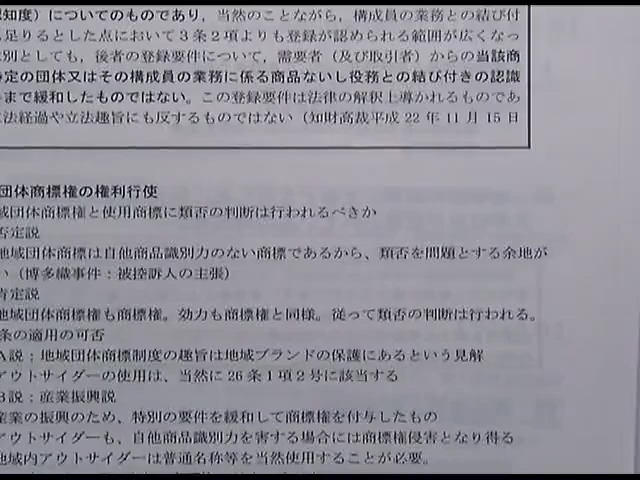 知度）についてのものであり，当然のことながら，構成員の業務との結び付
足りるとした点において３条２項よりも登録が認められる範囲が広くなっ
別としても，後者の登録要件について，需要者（及び取引者）からの当該商
特定の団体又はその構成員の業務に係る商品ないし役務との結び付きの認識
まで緩和したものではない。この登録要件は法律の解釈上導かれるものであ
法経過や立法趣旨にも反するものではない（知財高裁平成 22 年 11 月 15 日
団体商標権の権利行使
域団体商標権と使用商標に類否の判断は行われるべきか
否定説
地域団体商標は自他商品識別力のない商標であるから、類否を問題とする余地が
い（博多織事件：被控訴人の主張）
肯定説
地域団体商標権も商標権。効力も商標権と同様。従って類否の判断は行われる。
条の適用の可否
Ａ説：地域団体商標制度の趣旨は地域ブランドの保護にあるという見解
アウトサイダーの使用は、当然に 26 条１項２号に該当する
Ｂ説：産業振興説
産業の振興のため、特別の要件を緩和して商標権を付与したもの
アウトサイダーも、自他商品識別力を害する場合には商標権侵害となり得る
地域内アウトサイダーは普通名称等を当然使用することが必要。